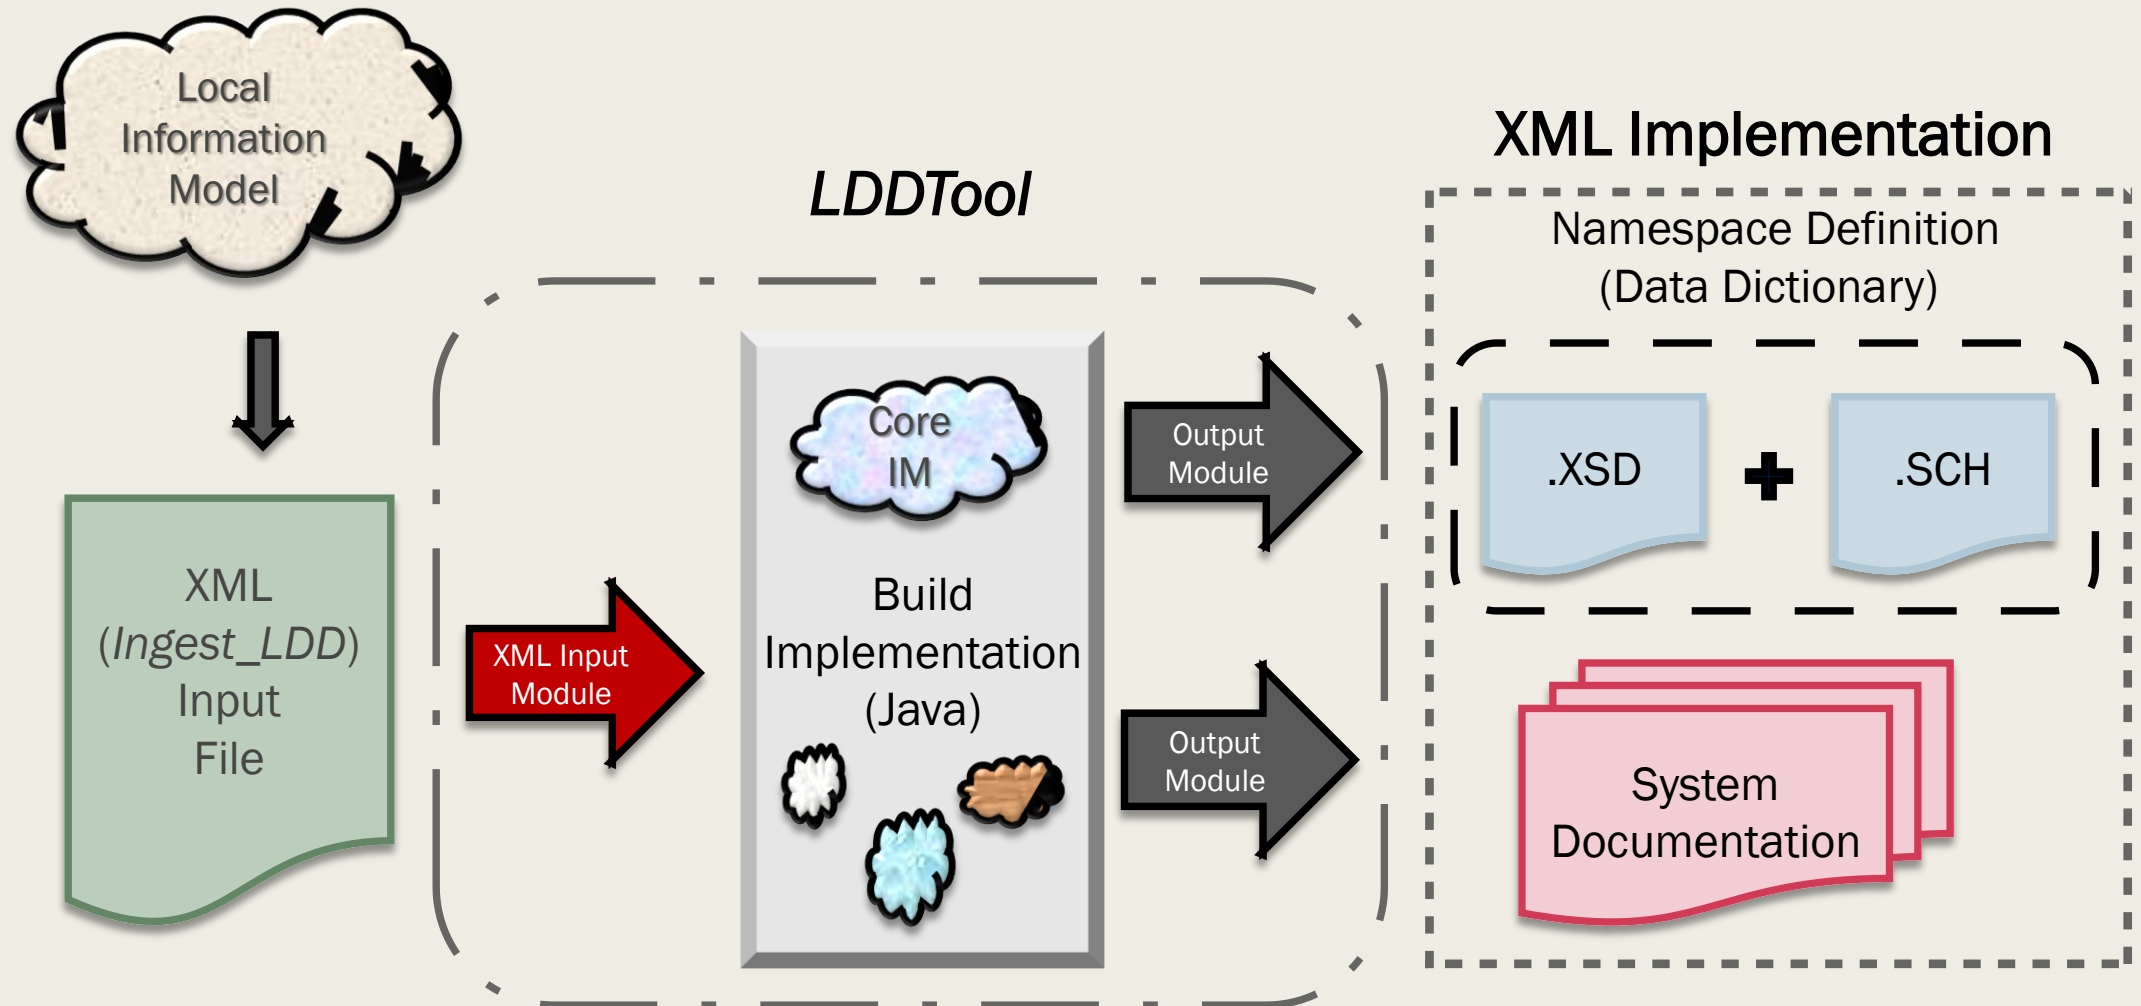 Local
Information
Model
LDDTool
XML Implementation
Namespace Definition
(Data Dictionary)
XML
(Ingest_LDD)
Input
File
XML Input
Module
Core
IM
Build
Implementation
(Java)
Output
Module
Output
Module
.XSD
.SCH
System
Documentation